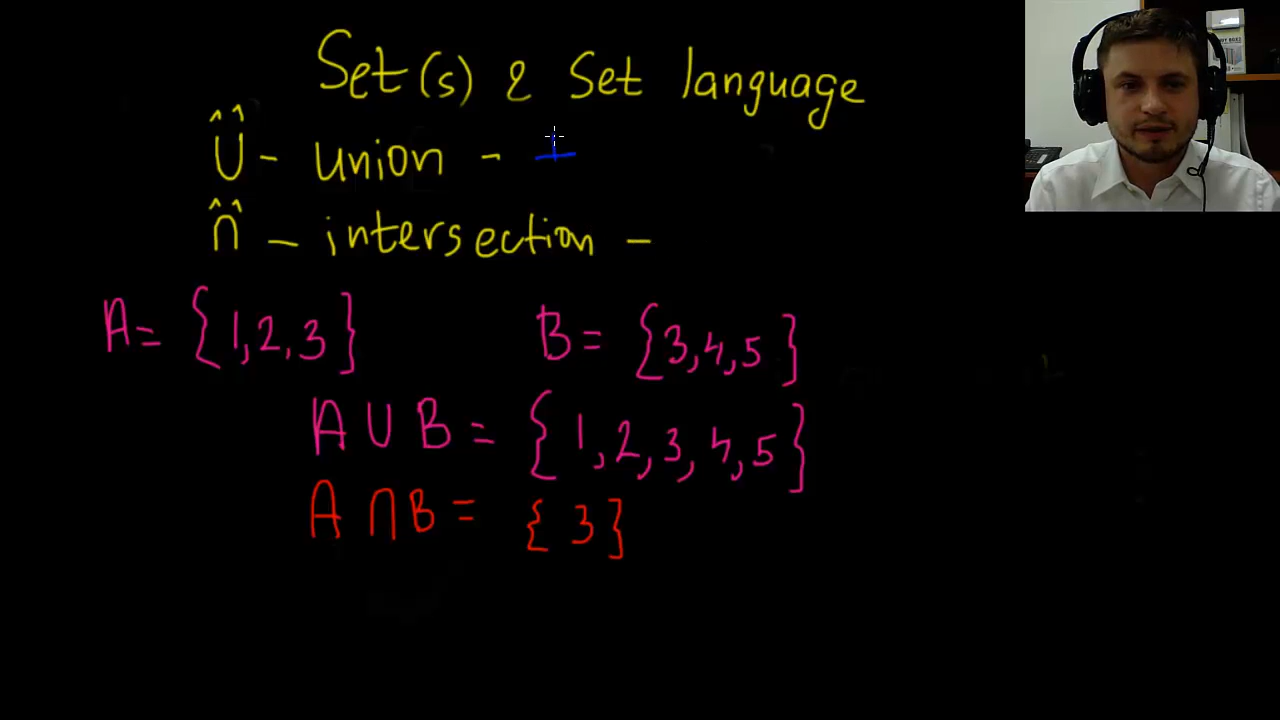 Set(s) & Set language
U - union - +
∩ - intersection -
A = {1,2,3} B = {3,4,5}
A U B = {1,2,3,4,5}
A ∩ B = {3}